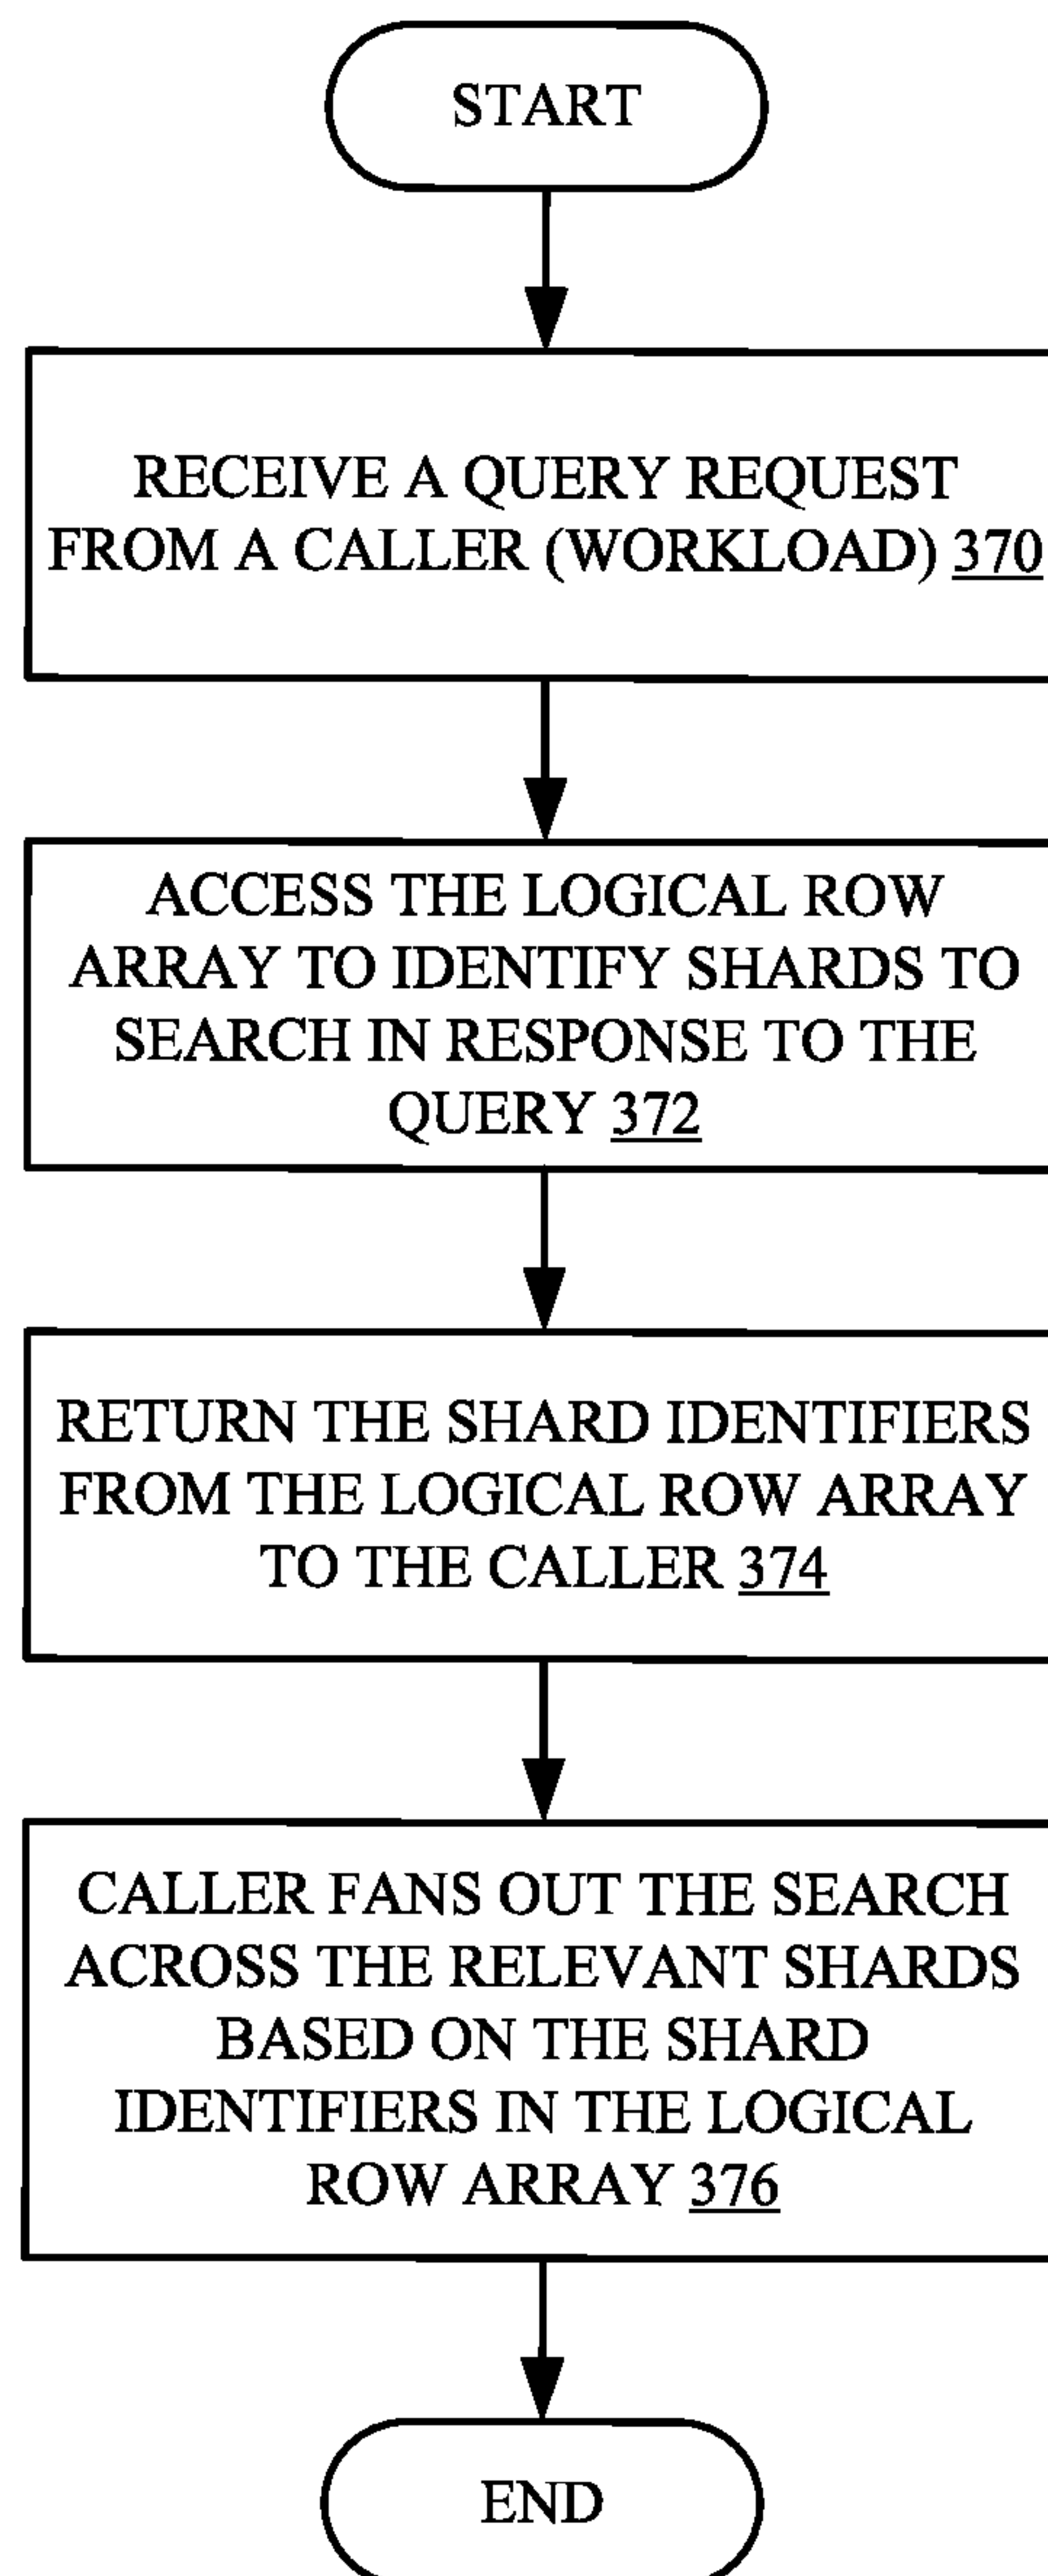 START
RECEIVE A QUERY REQUEST
FROM A CALLER (WORKLOAD) 370
ACCESS THE LOGICAL ROW
ARRAY TO IDENTIFY SHARDS TO
SEARCH IN RESPONSE TO THE
QUERY 372
RETURN THE SHARD IDENTIFIERS
FROM THE LOGICAL ROW ARRAY
TO THE CALLER 374
CALLER FANS OUT THE SEARCH
ACROSS THE RELEVANT SHARDS
BASED ON THE SHARD
IDENTIFIERS IN THE LOGICAL
ROW ARRAY 376
END